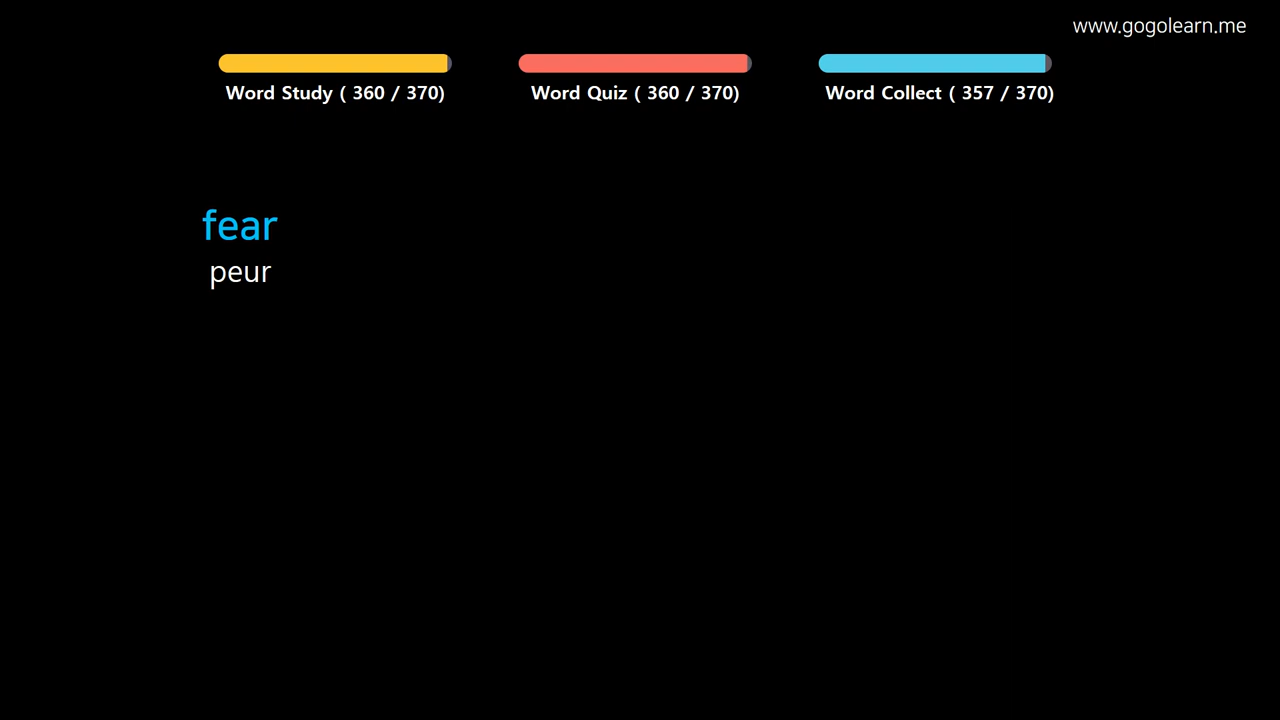 www.gogolearn.me
Word Study ( 360 / 370)
Word Quiz ( 360 / 370)
Word Collect ( 357 / 370)
fear
peur